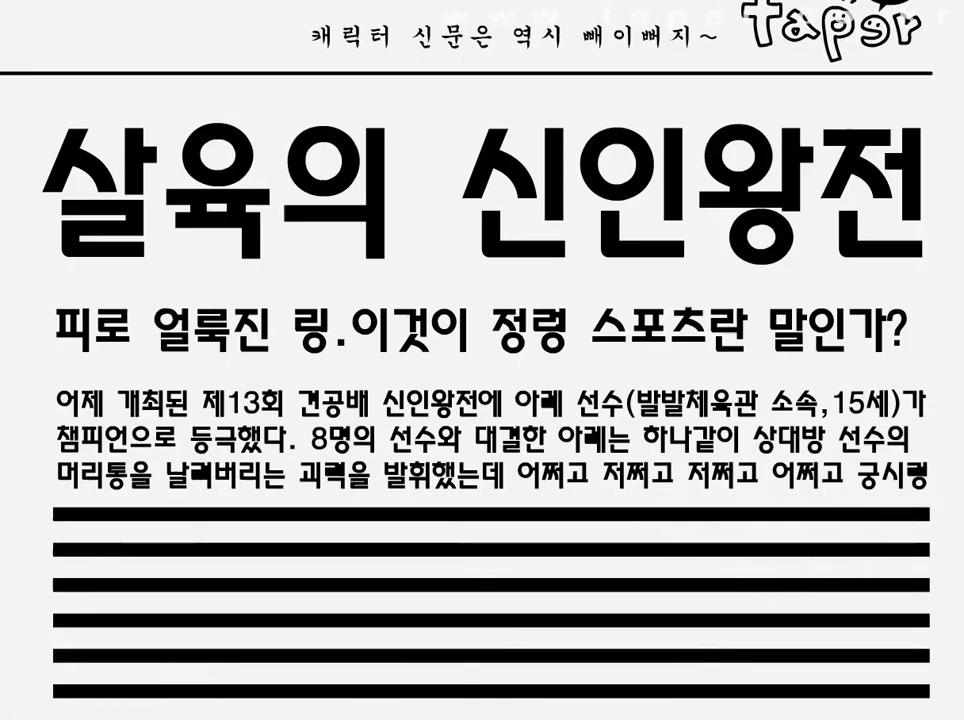 캐릭터 신문은 역시 빼이뻐지~
taper
살육의 신인왕전
피로 얼룩진 링.이것이 정령 스포츠란 말인가?
어제 개최된 제13회 견공배 신인왕전에 아레 선수(발발체육관 소속,15세)가
챔피언으로 등극했다. 8명의 선수와 대결한 아레는 하나같이 상대방 선수의
머리통을 날려버리는 괴력을 발휘했는데 어쩌고 저쩌고 저쩌고 어쩌고 궁시렁